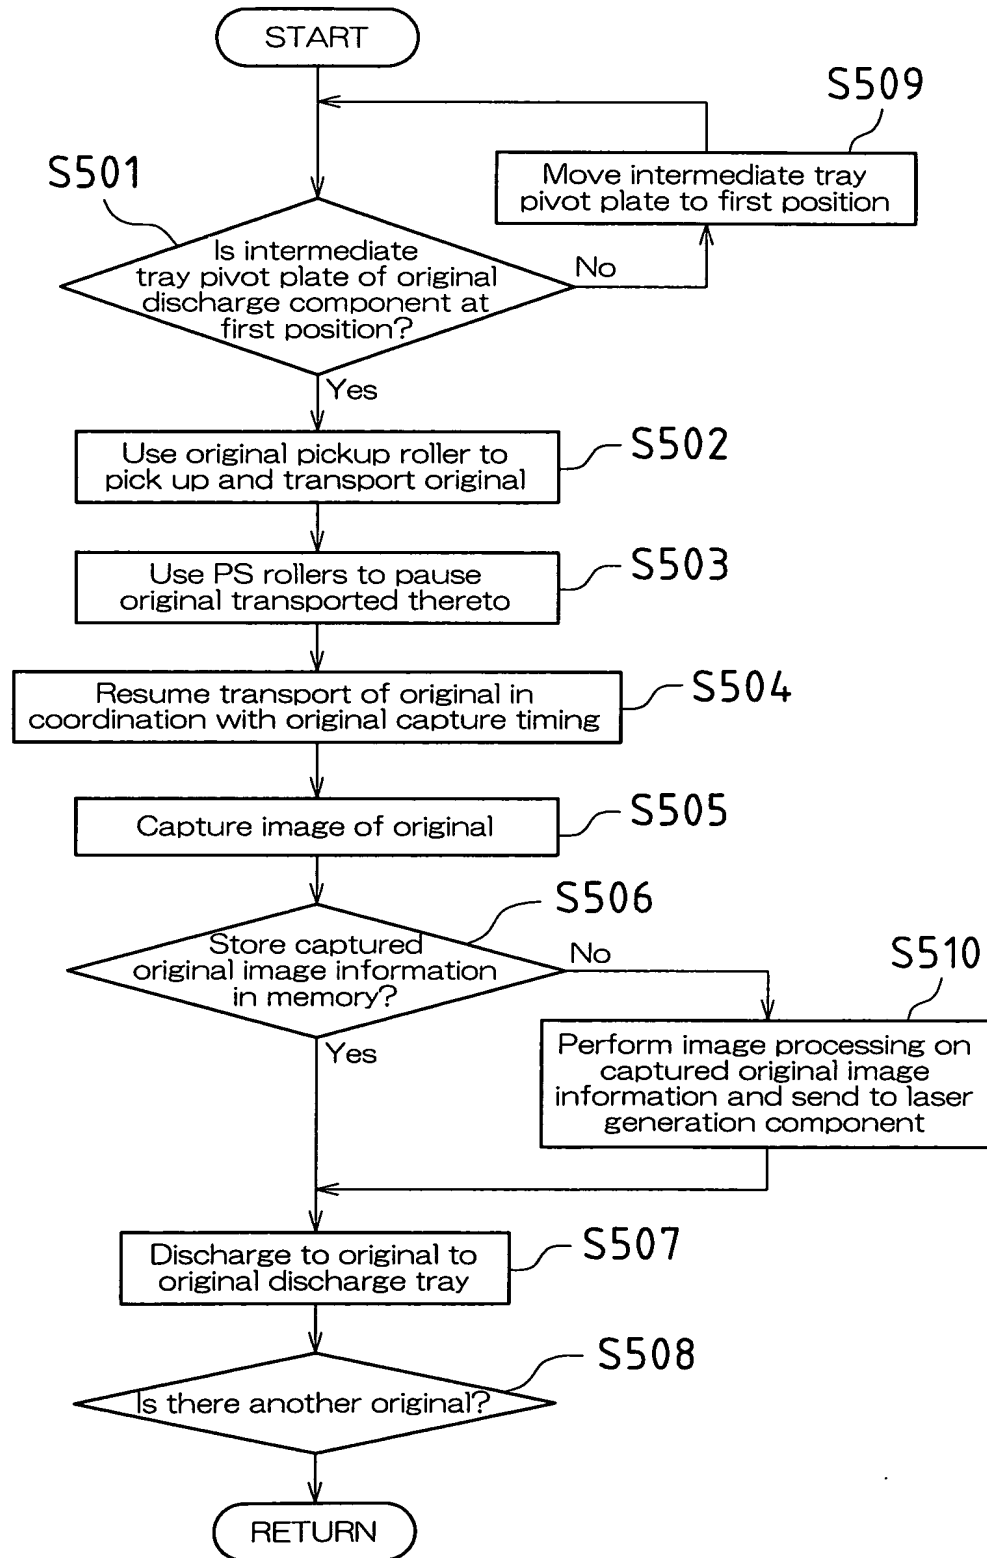 START
S509
Move intermediate tray
pivot plate to first position
S501
Is intermediate
tray pivot plate of original
discharge component at
first position?
No
Yes
Use original pickup roller to
pick up and transport original
S502
Use PS rollers to pause
original transported thereto
S503
Resume transport of original in
coordination with original capture timing
S504
Capture image of original
S505
S506
Store captured
original image information
in memory?
No
Yes
S510
Perform image processing on
captured original image
information and send to laser
generation component
Discharge to original to
original discharge tray
S507
S508
Is there another original?
RETURN